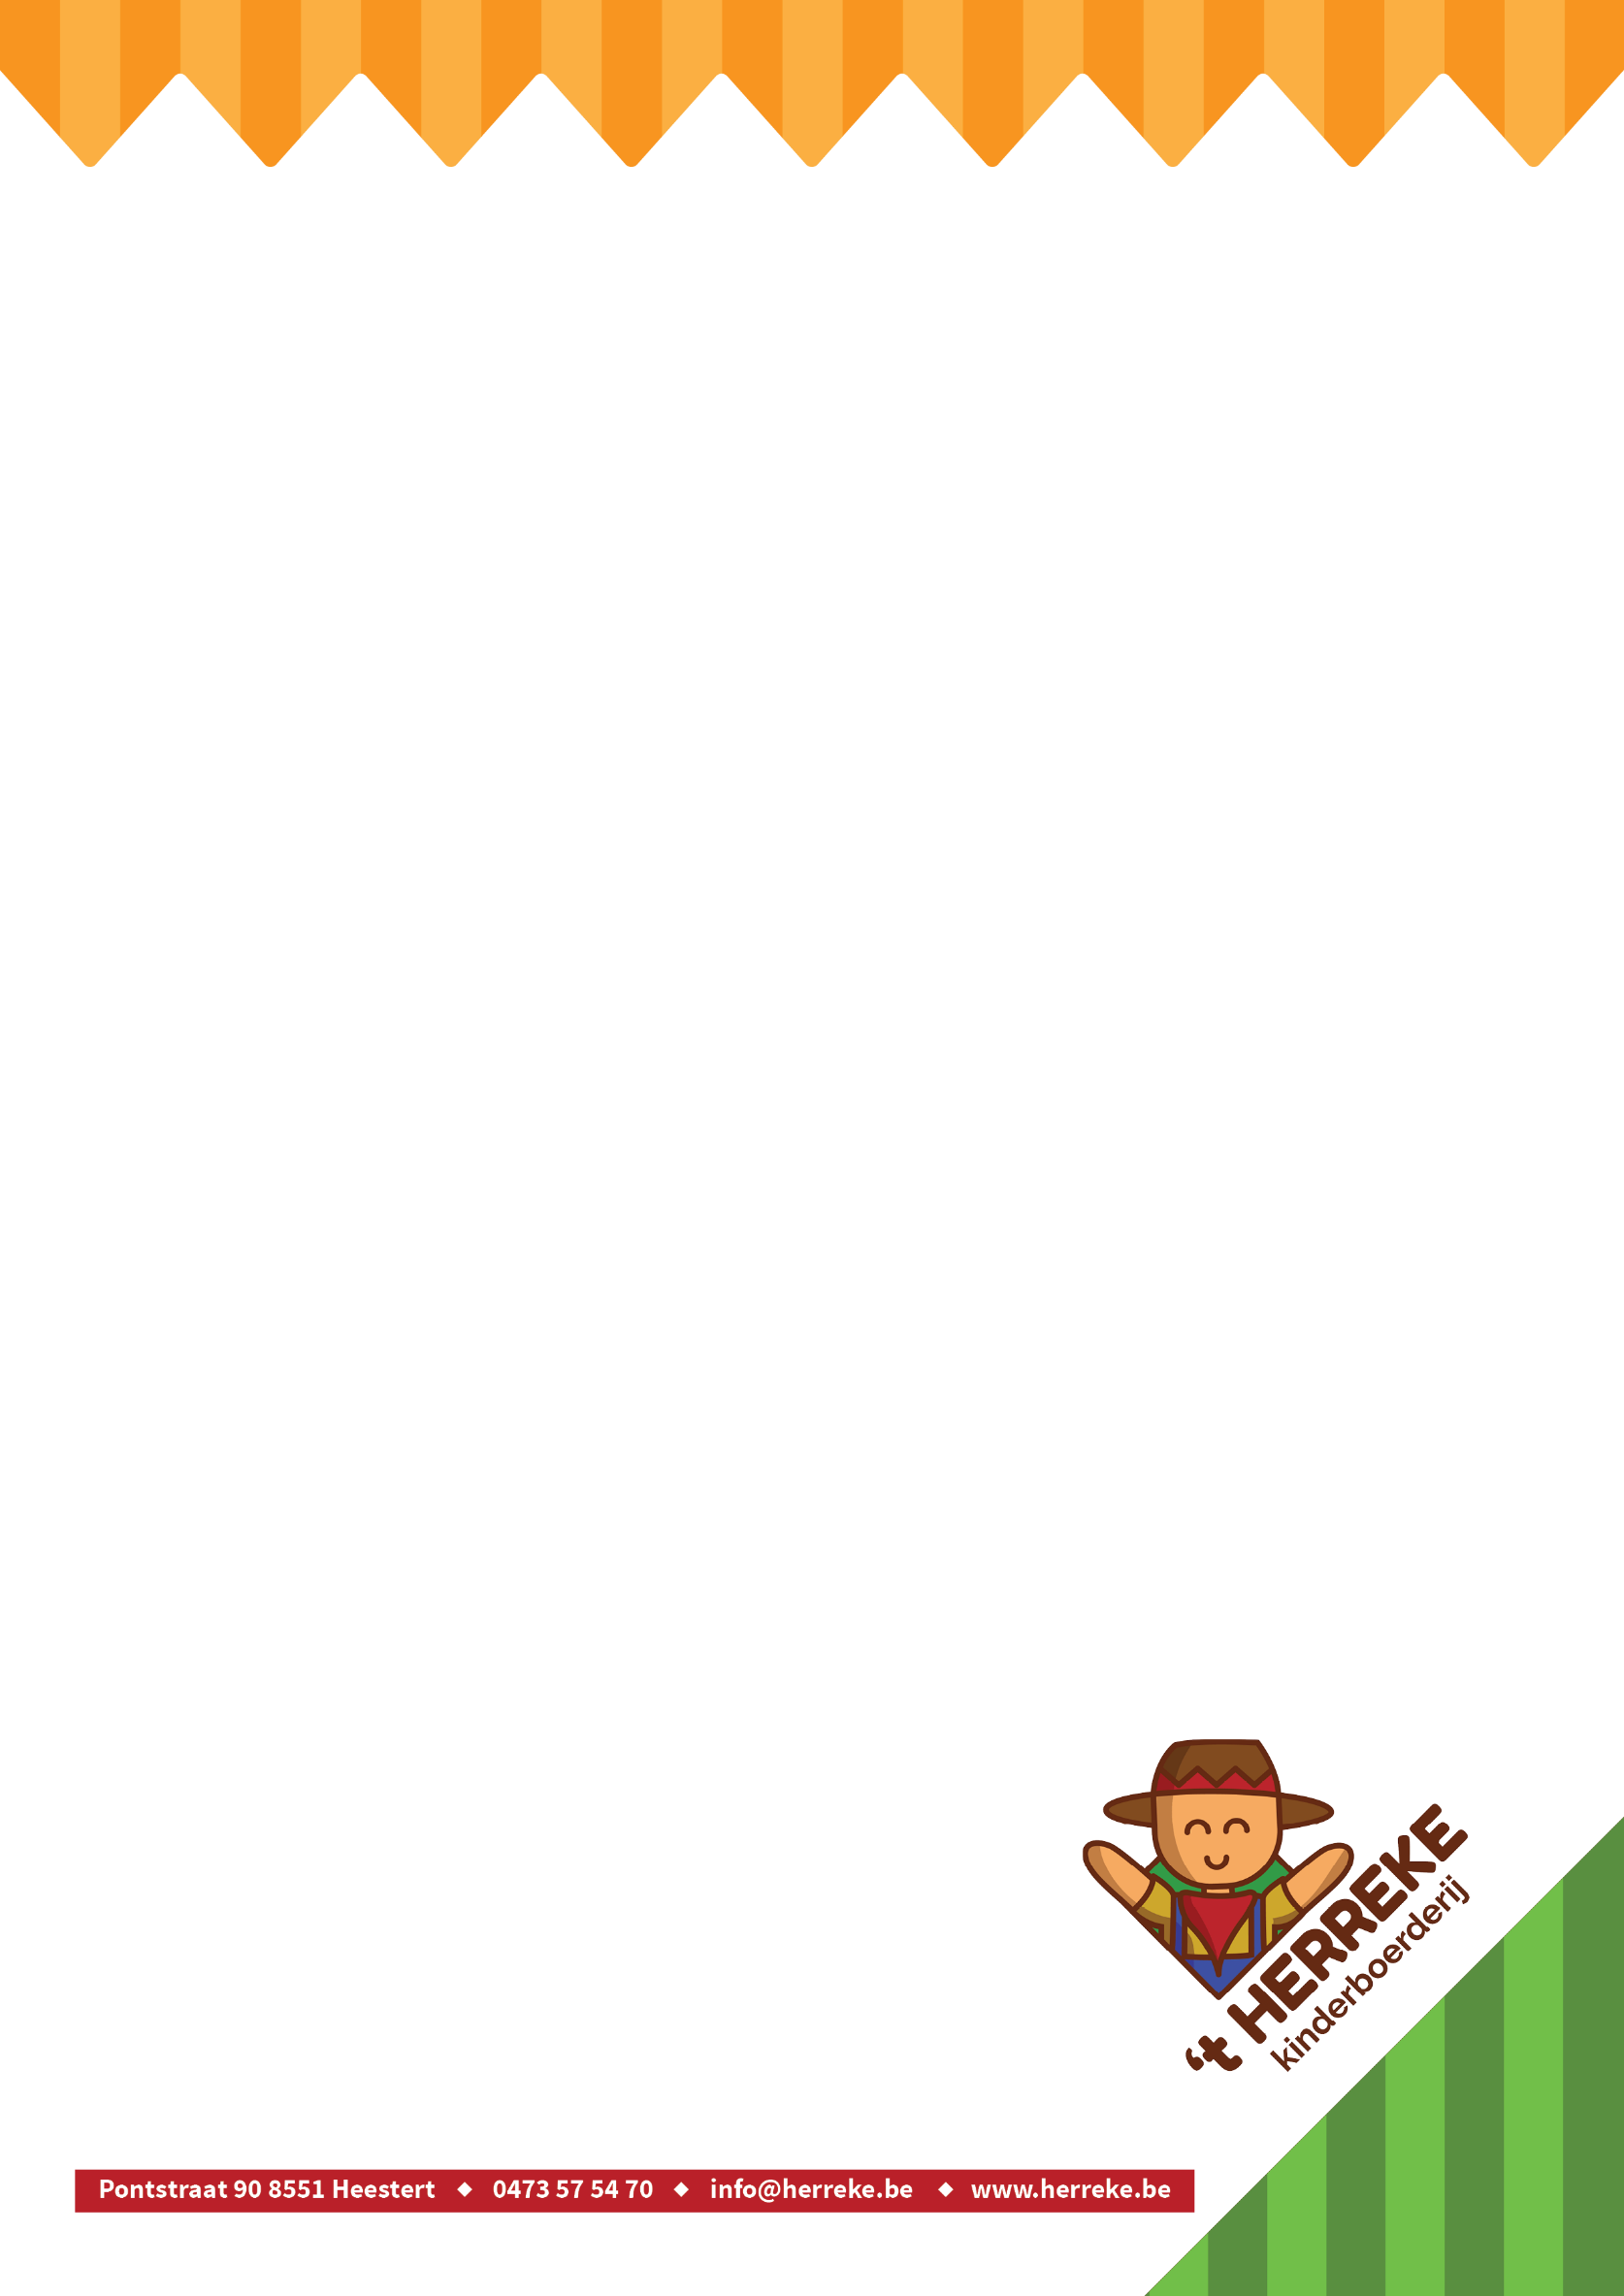 ‘t HERREKE
kinderboerderij
Pontstraat 90 8551 Heestert ◆ 0473 57 54 70 ◆ info@herreke.be ◆ www.herreke.be